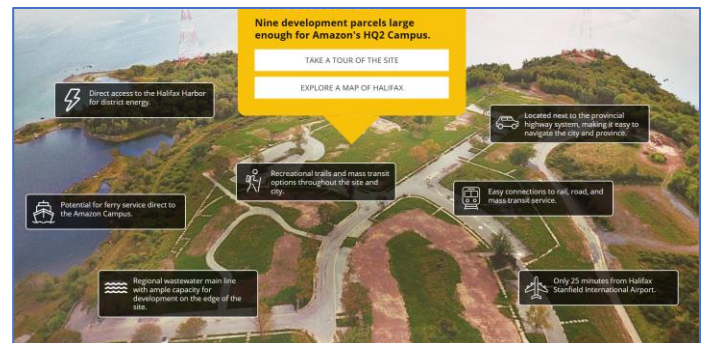 Nine development parcels large
enough for Amazon's HQ2 Campus.
TAKE A TOUR OF THE SITE
EXPLORE A MAP OF HALIFAX
Direct access to the Halifax Harbor
for district energy.
Located next to the provincial
highway system, making it easy to
navigate the city and province.
Recreational trails and mass transit
options throughout the site and
city.
Easy connections to rail, road, and
mass transit service.
Potential for ferry service direct to
the Amazon Campus.
Regional wastewater main line
with ample capacity for
development on the edge of the
site.
Only 25 minutes from Halifax
Stanfield International Airport.